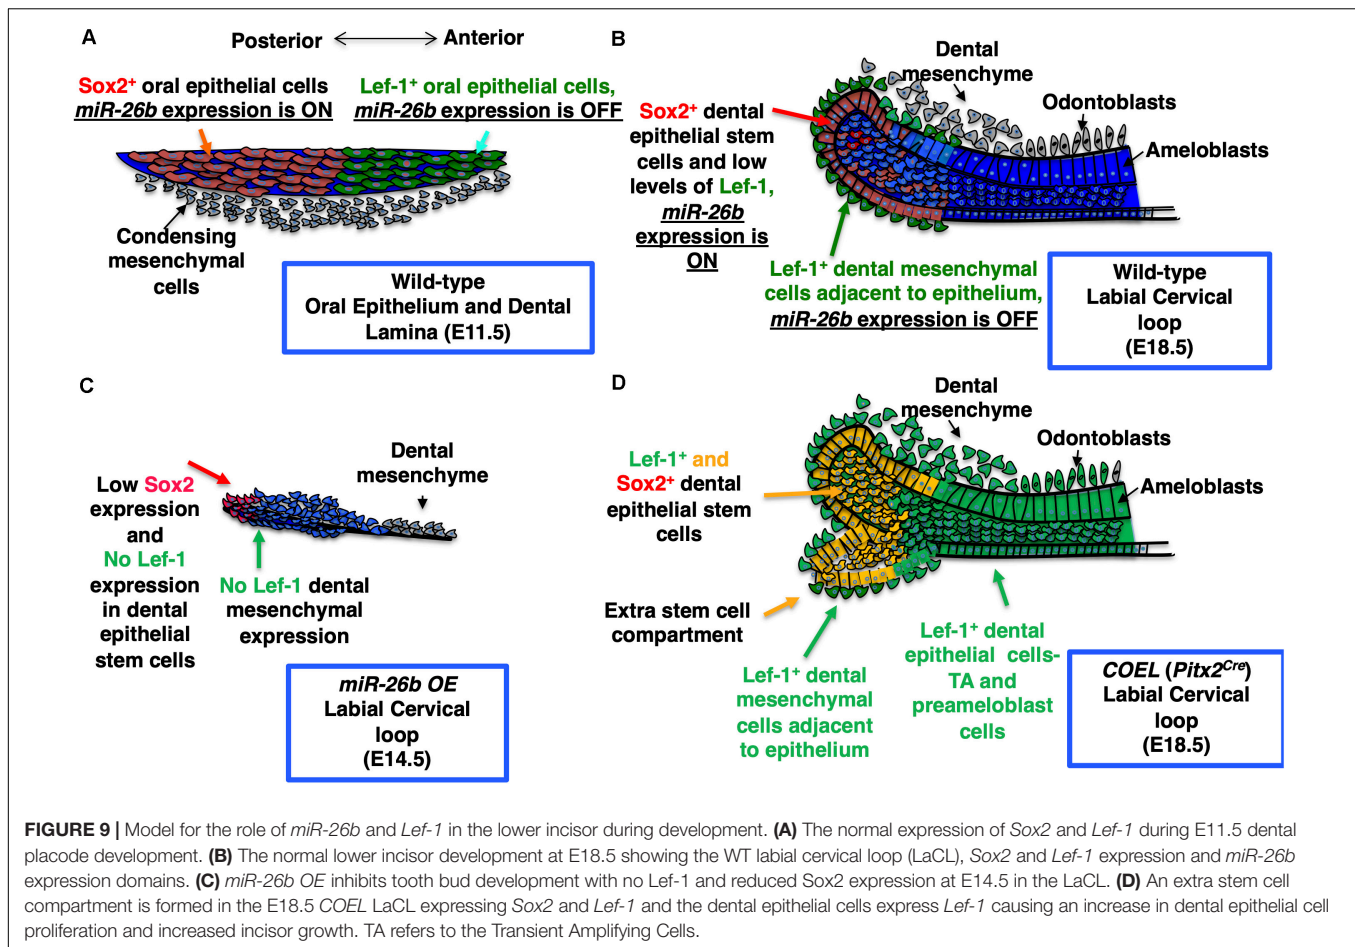 A
Posterior
Anterior
Sox2+ oral epithelial cells
miR-26b expression is ON
Lef-1+ oral epithelial cells,
miR-26b expression is OFF
Condensing
mesenchymal
cells
Wild-type
Oral Epithelium and Dental
Lamina (E11.5)
B
Dental
mesenchyme
Odontoblasts
Ameloblasts
Sox2+ dental
epithelial stem
cells and low
levels of Lef-1,
miR-26b
expression is
ON
Lef-1+ dental mesenchymal
cells adjacent to epithelium,
miR-26b expression is OFF
Wild-type
Labial Cervical
loop
(E18.5)
C
Low Sox2
expression
and
No Lef-1
expression
in dental
epithelial
stem cells
Dental
mesenchyme
No Lef-1 dental
mesenchymal
expression
miR-26b OE
Labial Cervical
loop
(E14.5)
D
Dental
mesenchyme
Odontoblasts
Ameloblasts
Lef-1+ and
Sox2+ dental
epithelial stem
cells
Extra stem cell
compartment
Lef-1+ dental
mesenchymal
cells adjacent
to epithelium
Lef-1+ dental
epithelial cells-
TA and
preameloblast
cells
COEL (Pitx2Cre)
Labial Cervical
loop
(E18.5)
FIGURE 9 | Model for the role of miR-26b and Lef-1 in the lower incisor during development. (A) The normal expression of Sox2 and Lef-1 during E11.5 dental
placode development. (B) The normal lower incisor development at E18.5 showing the WT labial cervical loop (LaCL), Sox2 and Lef-1 expression and miR-26b
expression domains. (C) miR-26b OE inhibits tooth bud development with no Lef-1 and reduced Sox2 expression at E14.5 in the LaCL. (D) An extra stem cell
compartment is formed in the E18.5 COEL LaCL expressing Sox2 and Lef-1 and the dental epithelial cells express Lef-1 causing an increase in dental epithelial cell
proliferation and increased incisor growth. TA refers to the Transient Amplifying Cells.